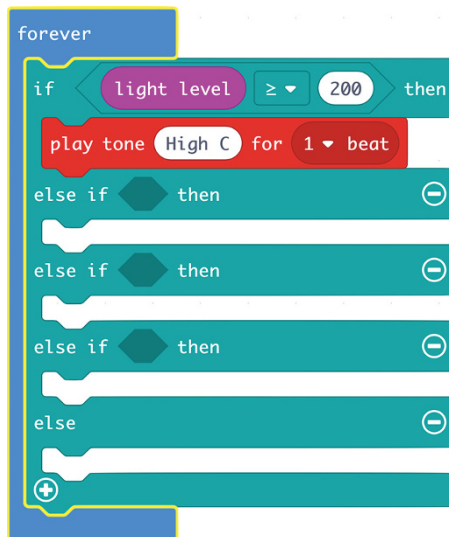 forever
if light level ≥ 200 then
play tone High C for 1 beat
else if then
else if then
else if then
else